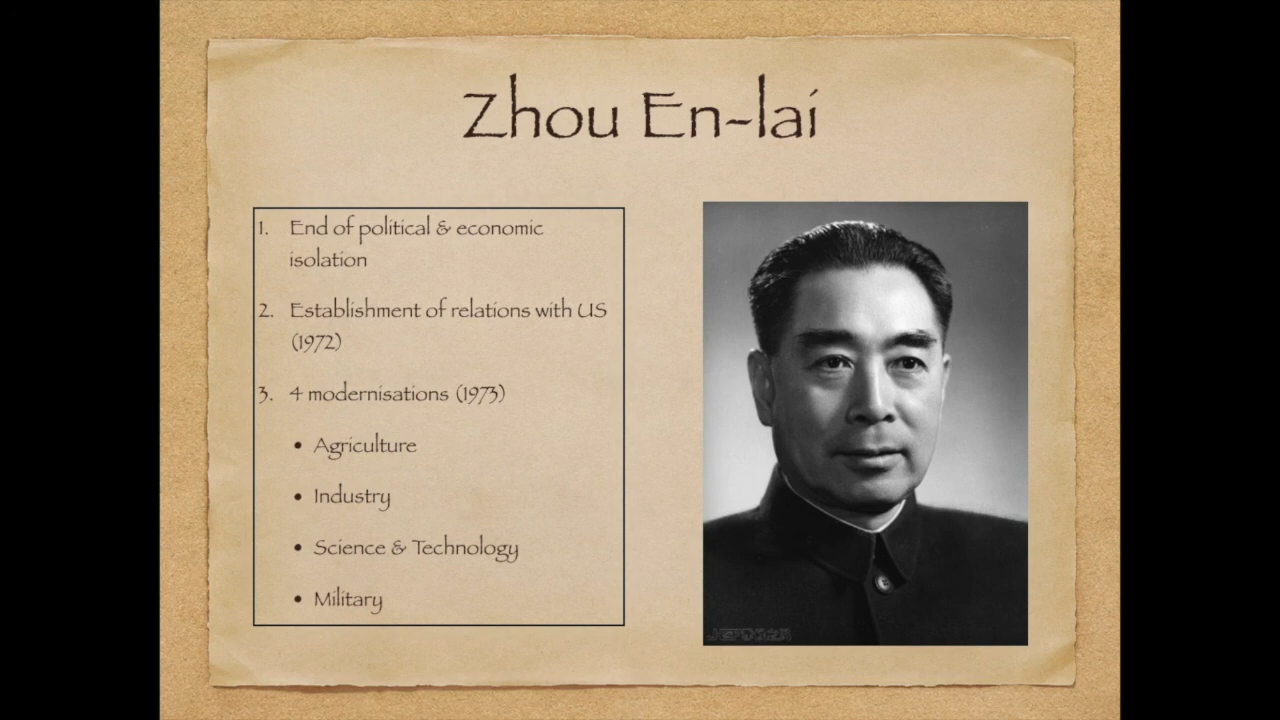 Zhou En-lai
1. End of political & economic
isolation
2. Establishment of relations with US
(1972)
3. 4 modernisations (1973)
• Agriculture
• Industry
• Science & Technology
• Military